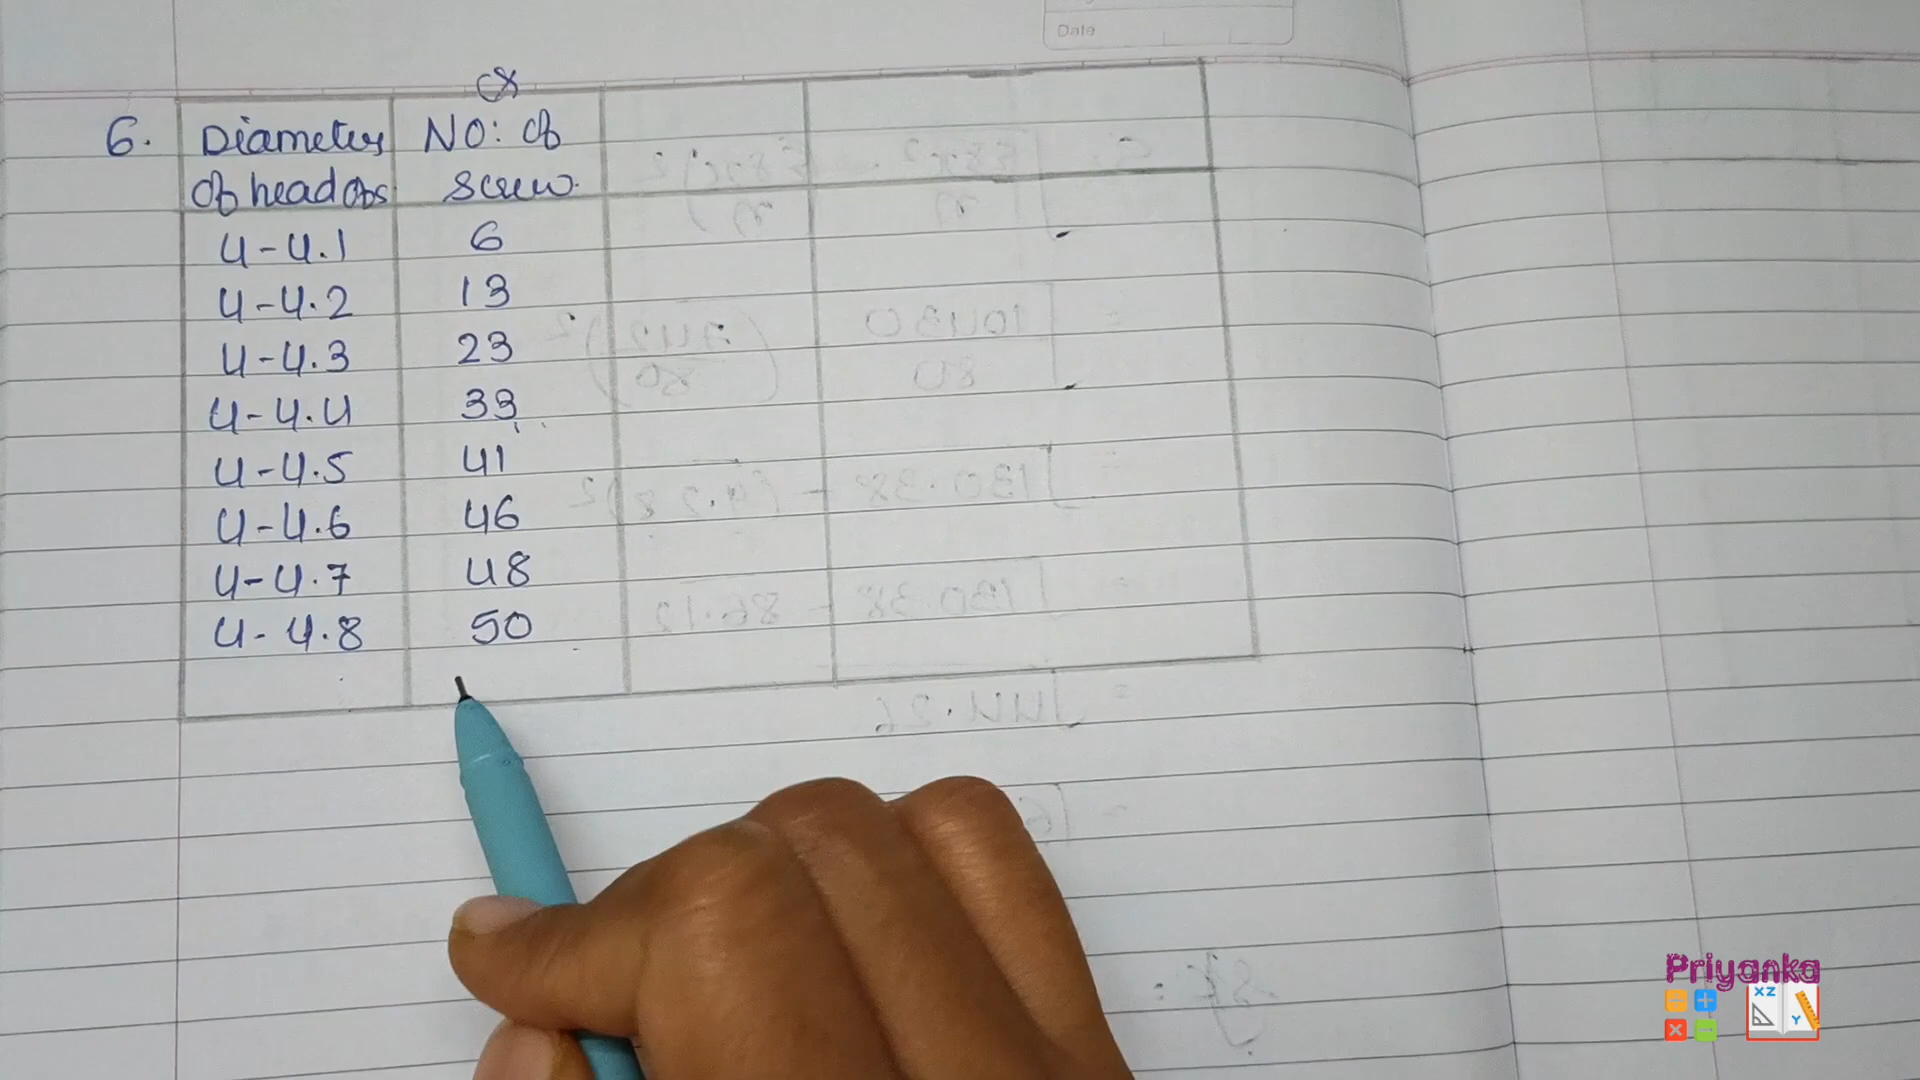 Date
cx
6. Diameter No: of
of head screw
4-4.1 6
4-4.2 13
4-4.3 23
4-4.4 33
4-4.5 41
4-4.6 46
4-4.7 48
4-4.8 50
Priyanka
XZ
Y